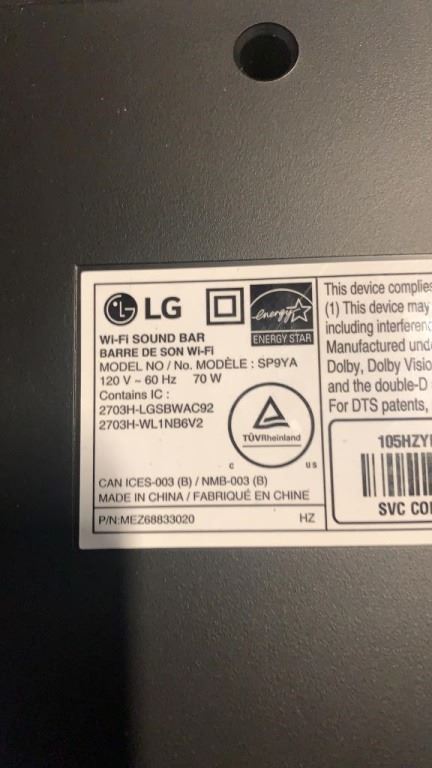 LG
energy
ENERGY STAR
Wi-Fi SOUND BAR
BARRE DE SON Wi-Fi
MODEL NO / No. MODÈLE : SP9YA
120 V ~ 60 Hz 70 W
Contains IC :
2703H-LGSBWAC92
2703H-WL1NB6V2
TÜVRheinland
C US
CAN ICES-003 (B) / NMB-003 (B)
MADE IN CHINA / FABRIQUÉ EN CHINE
P/N:MEZ68833020 HZ
This device complies
(1) This device may
including interferenc
Manufactured unde
Dolby, Dolby Visio
and the double-D
For DTS patents,
105HZY
SVC CO